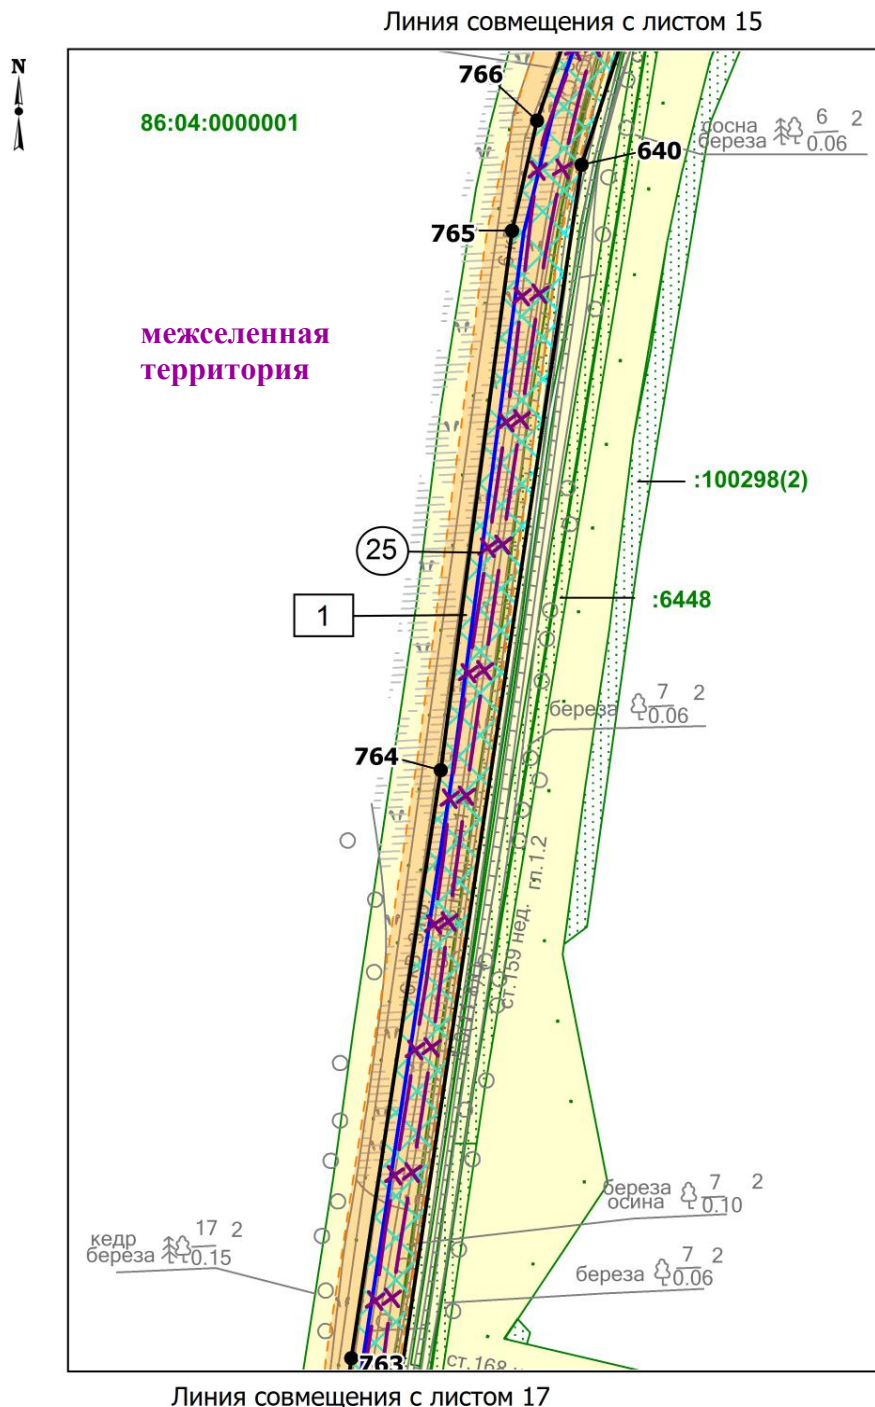 Линия совмещения с листом 15
N
766
86:04:0000001
сосна
береза
6 2
0.06
640
765
межселенная
территория
:100298(2)
25
:6448
1
береза
7 2
0.06
764
ст.159 нед. гл.1.2
береза
осина
7 2
0.10
кедр
береза
17 2
0.15
береза
7 2
0.06
763
ст.168
Линия совмещения с листом 17